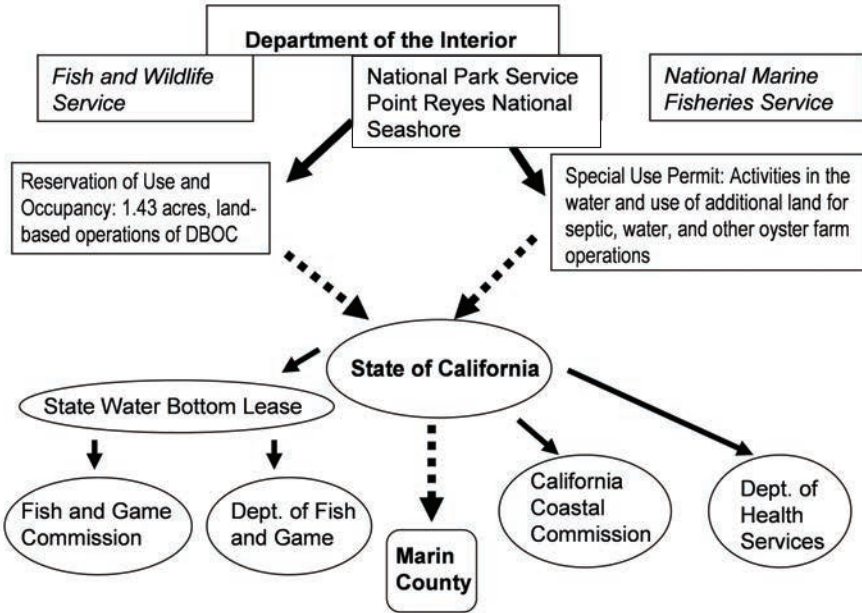 Department of the Interior
Fish and Wildlife
Service
National Park Service
Point Reyes National
Seashore
National Marine
Fisheries Service
Reservation of Use and
Occupancy: 1.43 acres, land-
based operations of DBOC
Special Use Permit: Activities in the
water and use of additional land for
septic, water, and other oyster farm
operations
State of California
State Water Bottom Lease
Fish and Game
Commission
Dept. of Fish
and Game
Marin
County
California
Coastal
Commission
Dept. of
Health
Services